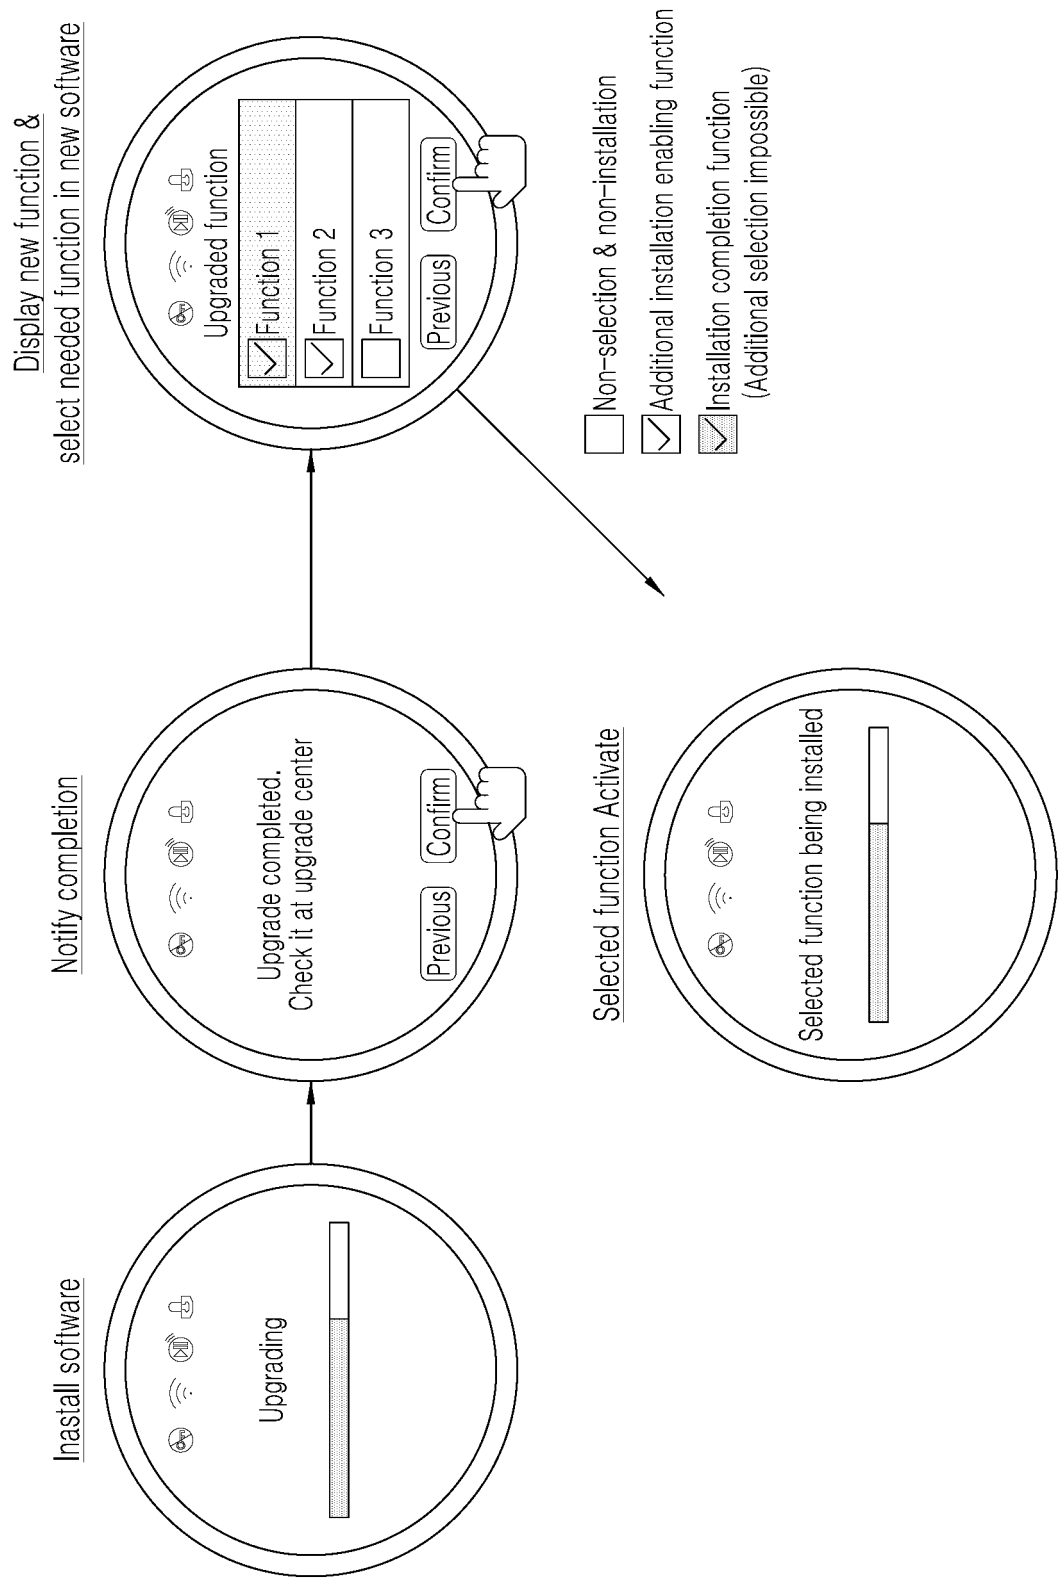 Inastall software
Upgrading
Notify completion
Upgrade completed.
Check it at upgrade center
Previous
Confirm
Display new function &
select needed function in new software
Upgraded function
Function 1
Function 2
Function 3
Previous
Confirm
Selected function Activate
Selected function being installed
Non-selection & non-installation
Additional installation enabling function
Installation completion function
(Additional selection impossible)